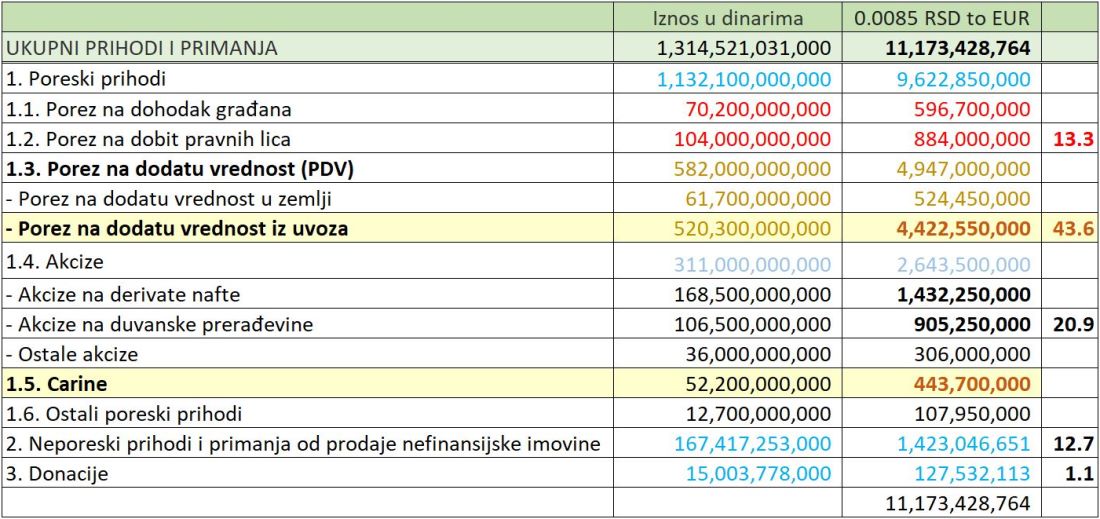 Iznos u dinarima 0.0085 RSD to EUR
UKUPNI PRIHODI I PRIMANJA 1,314,521,031,000 11,173,428,764
1. Poreski prihodi 1,132,100,000,000 9,622,850,000
1.1. Porez na dohodak građana 70,200,000,000 596,700,000
1.2. Porez na dobit pravnih lica 104,000,000,000 884,000,000 13.3
1.3. Porez na dodatu vrednost (PDV) 582,000,000,000 4,947,000,000
- Porez na dodatu vrednost u zemlji 61,700,000,000 524,450,000
- Porez na dodatu vrednost iz uvoza 520,300,000,000 4,422,550,000 43.6
1.4. Akcize 311,000,000,000 2,643,500,000
- Akcize na derivate nafte 168,500,000,000 1,432,250,000
- Akcize na duvanske prerađevine 106,500,000,000 905,250,000 20.9
- Ostale akcize 36,000,000,000 306,000,000
1.5. Carine 52,200,000,000 443,700,000
1.6. Ostali poreski prihodi 12,700,000,000 107,950,000
2. Neporeski prihodi i primanja od prodaje nefinansijske imovine 167,417,253,000 1,423,046,651 12.7
3. Donacije 15,003,778,000 127,532,113 1.1
11,173,428,764